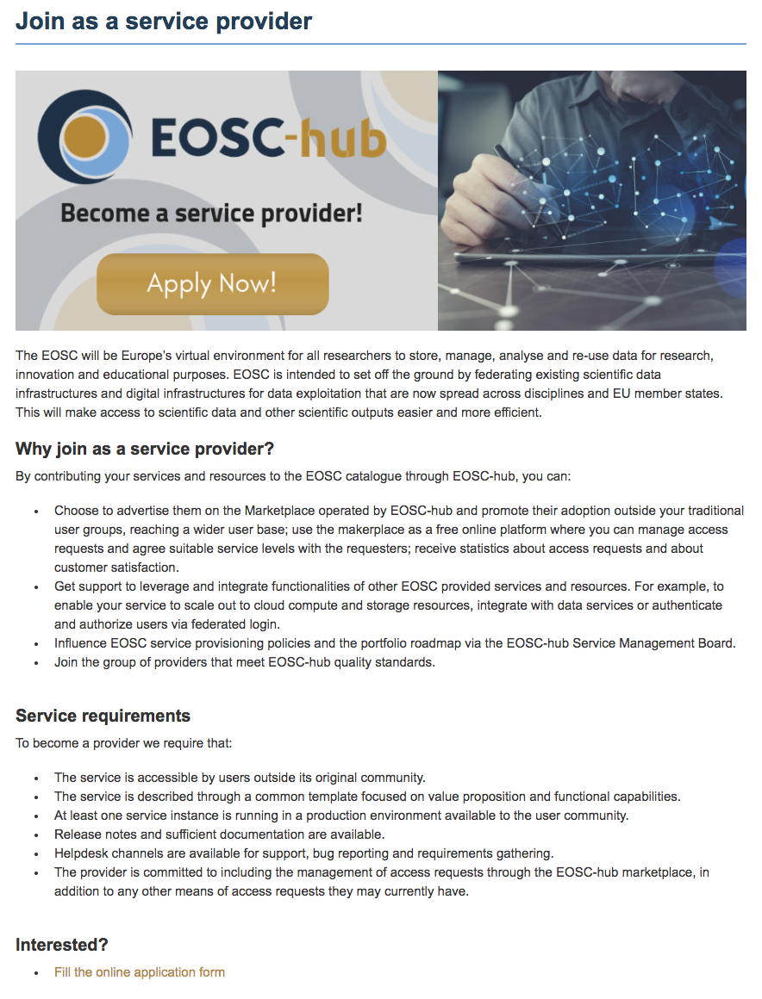 Join as a service provider
EOSC-hub
Become a service provider!
Apply Now!
The EOSC will be Europe's virtual environment for all researchers to store, manage, analyse and re-use data for research,
innovation and educational purposes. EOSC is intended to set off the ground by federating existing scientific data
infrastructures and digital infrastructures for data exploitation that are now spread across disciplines and EU member states.
This will make access to scientific data and other scientific outputs easier and more efficient.
Why join as a service provider?
By contributing your services and resources to the EOSC catalogue through EOSC-hub, you can:
• Choose to advertise them on the Marketplace operated by EOSC-hub and promote their adoption outside your traditional
user groups, reaching a wider user base; use the makerplace as a free online platform where you can manage access
requests and agree suitable service levels with the requesters; receive statistics about access requests and about
customer satisfaction.
• Get support to leverage and integrate functionalities of other EOSC provided services and resources. For example, to
enable your service to scale out to cloud compute and storage resources, integrate with data services or authenticate
and authorize users via federated login.
• Influence EOSC service provisioning policies and the portfolio roadmap via the EOSC-hub Service Management Board.
• Join the group of providers that meet EOSC-hub quality standards.
Service requirements
To become a provider we require that:
• The service is accessible by users outside its original community.
• The service is described through a common template focused on value proposition and functional capabilities.
• At least one service instance is running in a production environment available to the user community.
• Release notes and sufficient documentation are available.
• Helpdesk channels are available for support, bug reporting and requirements gathering.
• The provider is committed to including the management of access requests through the EOSC-hub marketplace, in
addition to any other means of access requests they may currently have.
Interested?
• Fill the online application form